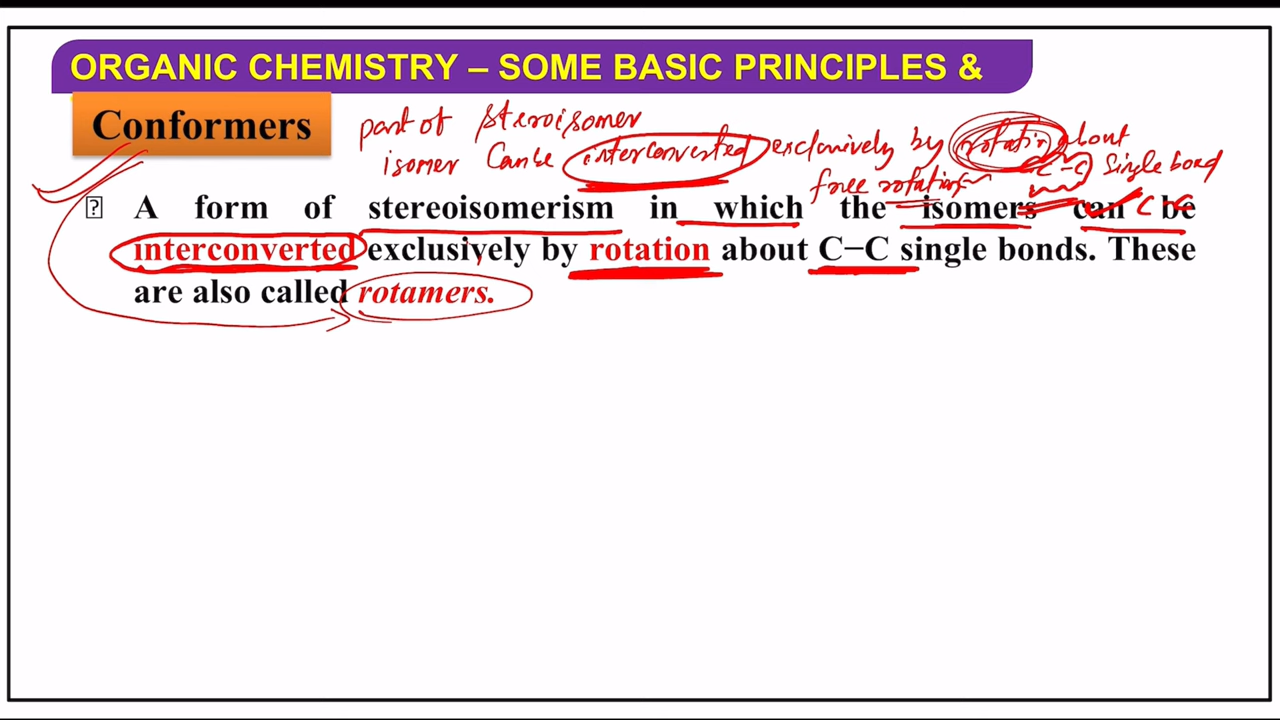 ORGANIC CHEMISTRY – SOME BASIC PRINCIPLES &
Conformers
part of steroisomer
isomer Can be interconverted exclusively by rotation about
free rotation C-C Single bond
A form of stereoisomerism in which the isomers can be
interconverted exclusively by rotation about C−C single bonds. These
are also called rotamers.